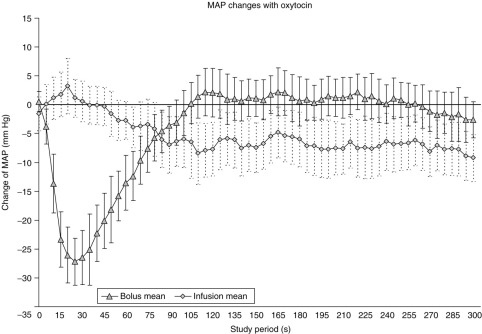 MAP changes with oxytocin
15
10
5
0
−5
−10
−15
−20
−25
−30
−35
Change of MAP (mm Hg)
0 15 30 45 60 75 90 105 120 135 145 165 180 195 210 225 240 250 270 285 300
Study period (s)
Bolus mean Infusion mean